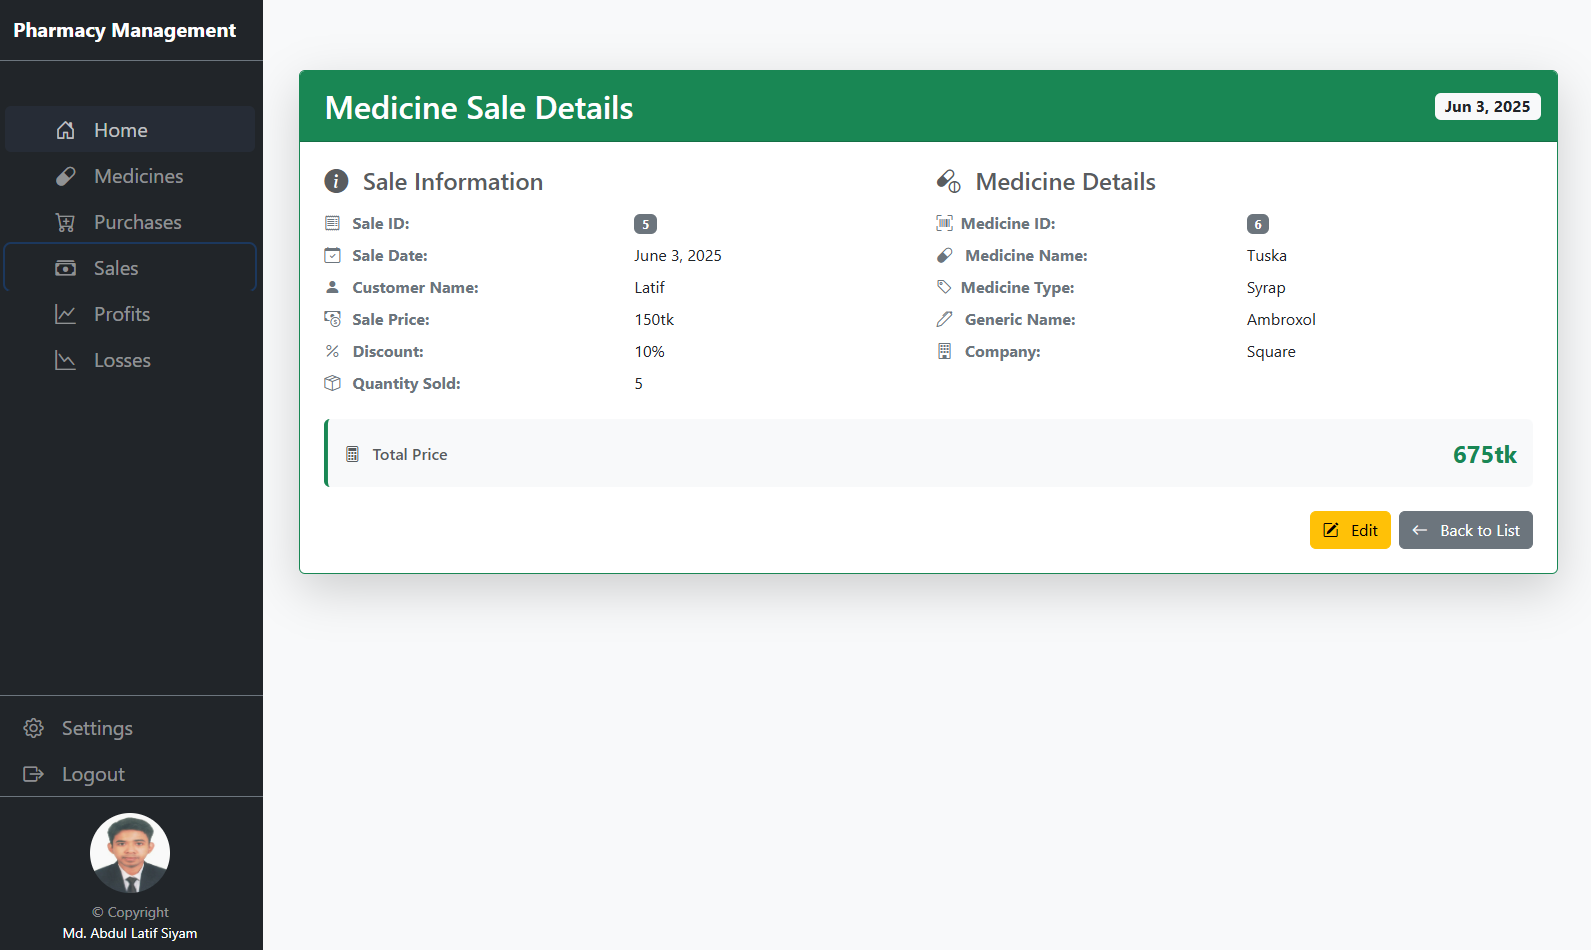 Pharmacy Management
Home
Medicines
Purchases
Sales
Profits
Losses
Settings
Logout
© Copyright
Md. Abdul Latif Siyam
Medicine Sale Details
Jun 3, 2025
Sale Information
Sale ID: 5
Sale Date: June 3, 2025
Customer Name: Latif
Sale Price: 150tk
Discount: 10%
Quantity Sold: 5
Medicine Details
Medicine ID: 6
Medicine Name: Tuska
Medicine Type: Syrap
Generic Name: Ambroxol
Company: Square
Total Price 675tk
Edit
Back to List